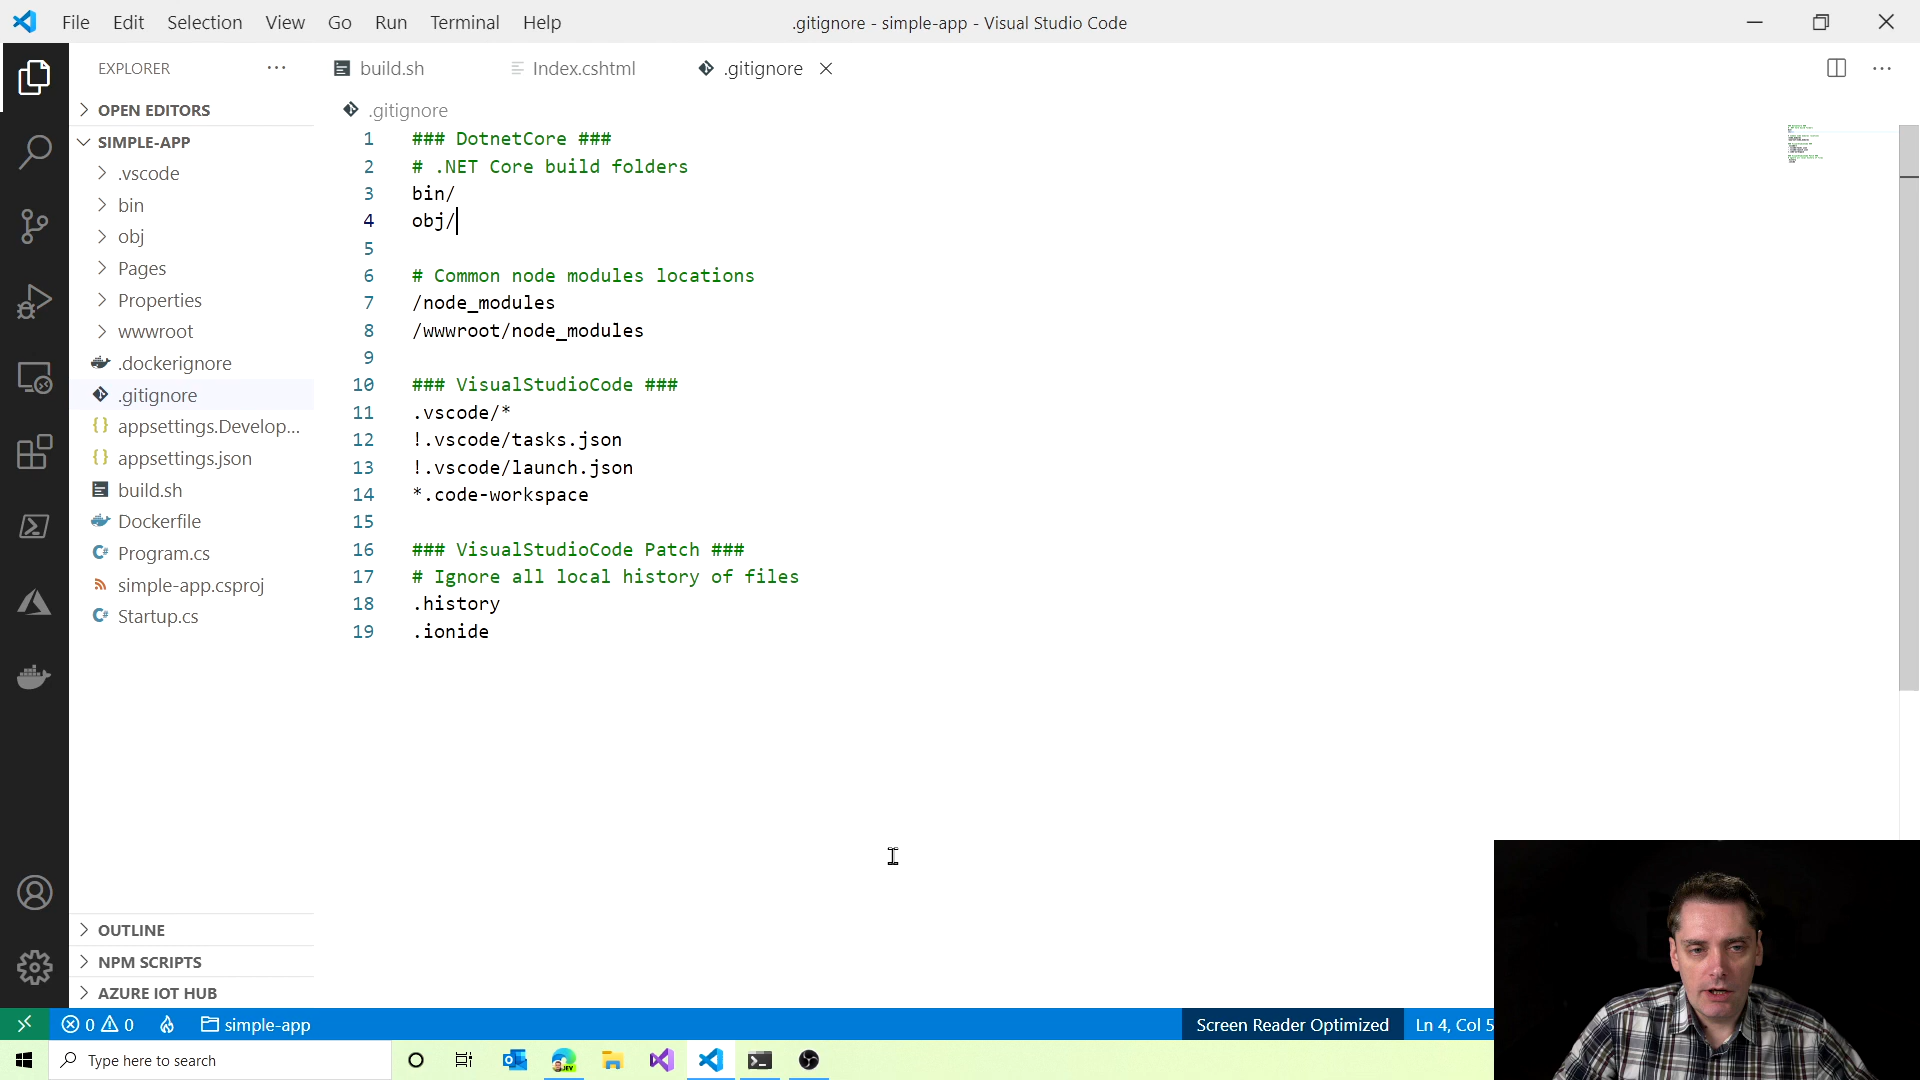 File Edit Selection View Go Run Terminal Help
.gitignore - simple-app - Visual Studio Code
EXPLORER
OPEN EDITORS
SIMPLE-APP
.vscode
bin
obj
Pages
Properties
wwwroot
.dockerignore
.gitignore
appsettings.Develop...
appsettings.json
build.sh
Dockerfile
Program.cs
simple-app.csproj
Startup.cs
OUTLINE
NPM SCRIPTS
AZURE IOT HUB
build.sh Index.cshtml .gitignore
.gitignore
1 ### DotnetCore ###
2 # .NET Core build folders
3 bin/
4 obj/
5
6 # Common node modules locations
7 /node_modules
8 /wwwroot/node_modules
9
10 ### VisualStudioCode ###
11 .vscode/*
12 !.vscode/tasks.json
13 !.vscode/launch.json
14 *.code-workspace
15
16 ### VisualStudioCode Patch ###
17 # Ignore all local history of files
18 .history
19 .ionide
0 0 simple-app Screen Reader Optimized Ln 4, Col 5
Type here to search